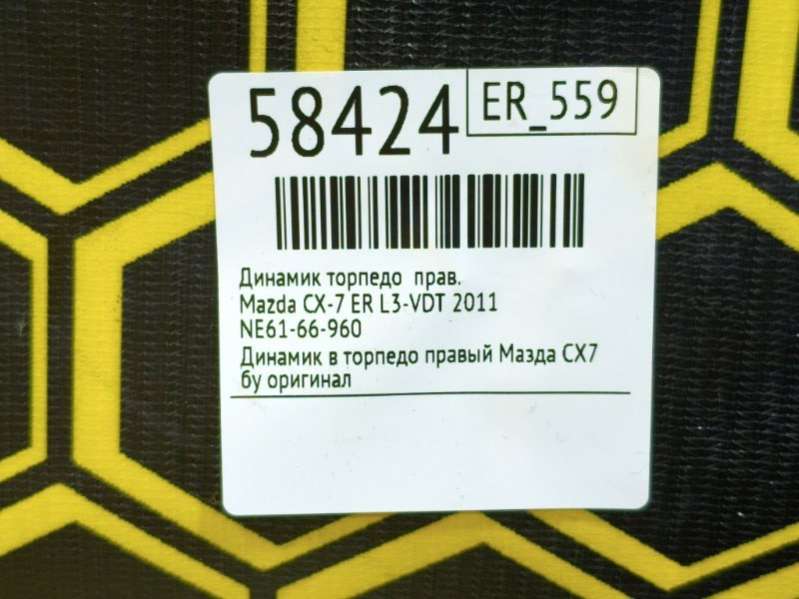 58424
ER_559
Динамик торпедо прав.
Mazda CX-7 ER L3-VDT 2011
NE61-66-960
Динамик в торпедо правый Мазда СХ7
бу оригинал